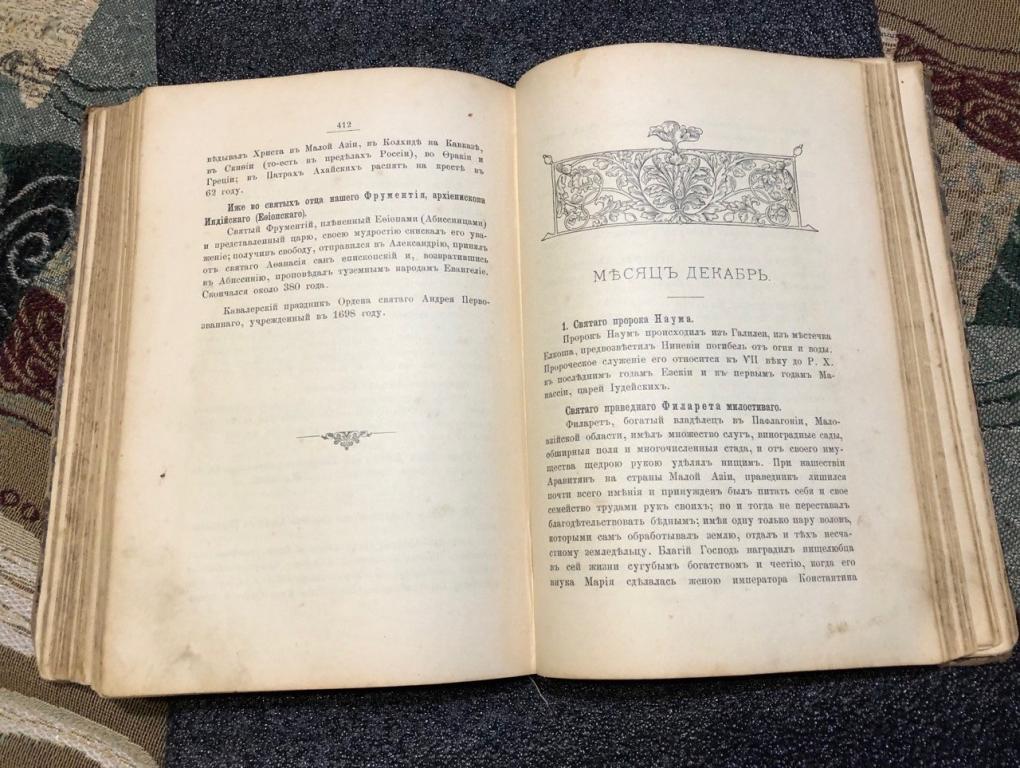 412
вѣдывалъ Христа въ Малой Азіи, въ Колхидѣ на Кавказѣ,
въ Скиѳіи (то-есть въ предѣлахъ Россіи), во Ѳракіи и
Греціи; въ Патрахъ Ахайскихъ распятъ на крестѣ въ
62 году.
Иже во святыхъ отца нашего Фрументія, архіепископа
Индійскаго (Еѳіопскаго).
Святый Фрументій, плѣненный Еѳіопами (Абиссинцами)
и представленный царю, своею мудростію снискалъ его ува-
женіе; получивъ свободу, отправился въ Александрію, принялъ
отъ святаго Аѳанасія санъ епископскій и, возвратившись
въ Абиссинію, проповѣдалъ туземнымъ народамъ Евангеліе.
Скончался около 380 года.
Кавалерскій праздникъ Ордена святаго Андрея Перво-
званнаго, учрежденный въ 1698 году.
МѢСЯЦЪ ДЕКАБРЬ.
1. Святаго пророка Наума.
Пророкъ Наумъ происходилъ изъ Галилеи, изъ мѣстечка
Елкоша, предвозвѣстилъ Ниневіи погибель отъ огня и воды.
Пророческое служеніе его относится къ VII вѣку до Р. Х.
къ послѣднимъ годамъ Езекіи и къ первымъ годамъ Ма-
нассіи, царей Іудейскихъ.
Святаго праведнаго Филарета милостиваго.
Филаретъ, богатый владѣлецъ въ Пафлагоніи, Мало-
азійской области, имѣлъ множество слугъ, виноградные сады,
обширныя поля и многочисленныя стада, и отъ своего иму-
щества щедрою рукою удѣлялъ нищимъ. При нашествіи
Аравитянъ на страны Малой Азіи, праведникъ лишился
почти всего имѣнія и принужденъ былъ питать себя и свое
семейство трудами рукъ своихъ; но и тогда не переставалъ
благодѣтельствовать бѣднымъ; имѣя одну только пару воловъ,
которыми самъ обработывалъ землю, отдалъ и тѣхъ несча-
стному земледѣльцу. Благій Господь наградилъ нищелюбца
въ сей жизни сугубымъ богатствомъ и честію, когда его
внука Марія сдѣлалась женою императора Константина